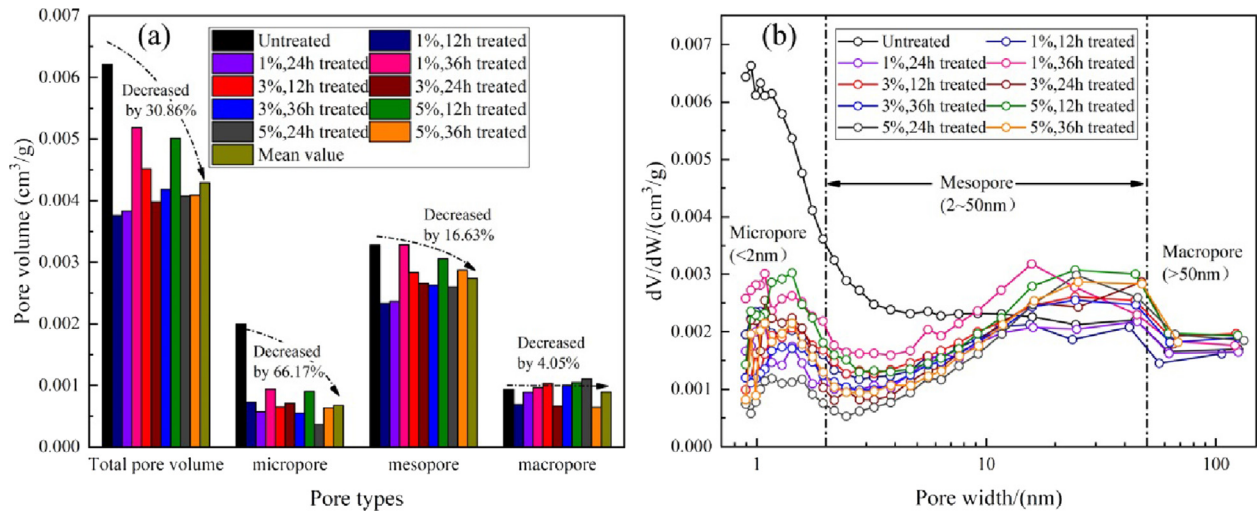 (a)
Untreated
1%,12h treated
1%,24h treated
1%,36h treated
3%,12h treated
3%,24h treated
3%,36h treated
5%,12h treated
5%,24h treated
5%,36h treated
Mean value
Decreased
by 30.86%
Decreased
by 66.17%
Decreased
by 16.63%
Decreased
by 4.05%
0.007
0.006
0.005
0.004
0.003
0.002
0.001
0.000
Pore volume (cm³/g)
Total pore volume
micropore
mesopore
macropore
Pore types
(b)
Untreated
1%,12h treated
1%,24h treated
1%,36h treated
3%,12h treated
3%,24h treated
3%,36h treated
5%,12h treated
5%,24h treated
5%,36h treated
Mesopore
(2~50nm)
Micropore
(<2nm)
Macropore
(>50nm)
0.007
0.006
0.005
0.004
0.003
0.002
0.001
0.000
dV/dW/(cm³/g)
1
10
100
Pore width/(nm)